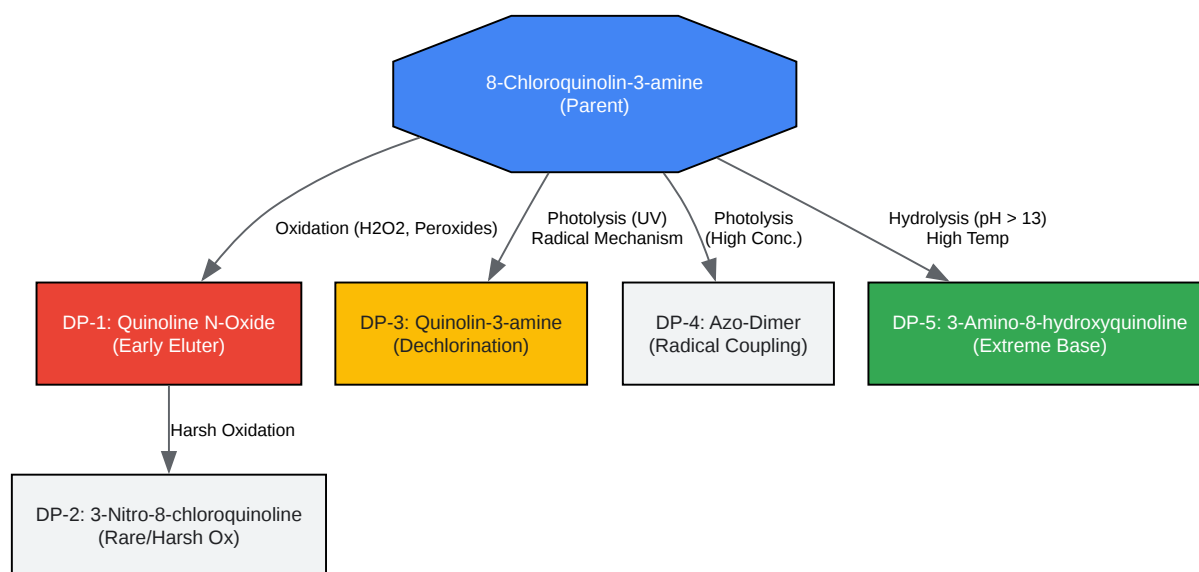 8-Chloroquinolin-3-amine
(Parent)
Oxidation (H2O2, Peroxides)
Photolysis (UV)
Radical Mechanism
Photolysis
(High Conc.)
Hydrolysis (pH > 13)
High Temp
DP-1: Quinoline N-Oxide
(Early Eluter)
DP-3: Quinolin-3-amine
(Dechlorination)
DP-4: Azo-Dimer
(Radical Coupling)
DP-5: 3-Amino-8-hydroxyquinoline
(Extreme Base)
Harsh Oxidation
DP-2: 3-Nitro-8-chloroquinoline
(Rare/Harsh Ox)